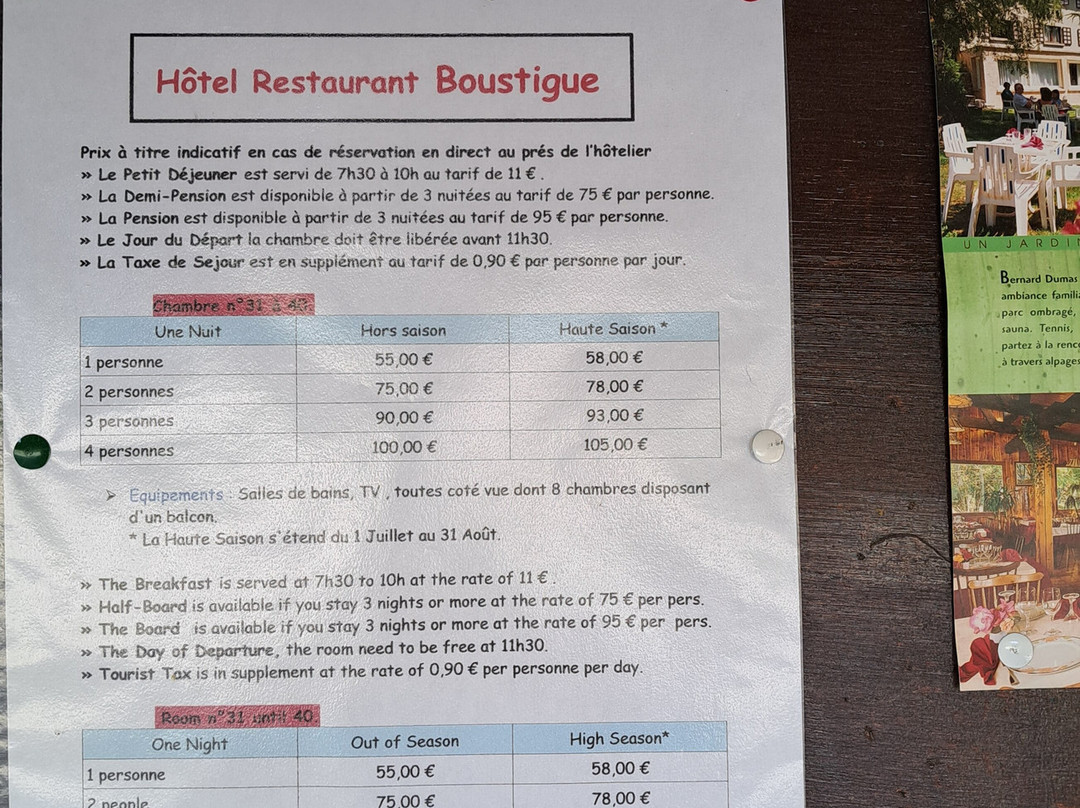 Hôtel Restaurant Boustigue
Prix à titre indicatif en cas de réservation en direct au prés de l'hôtelier
» Le Petit Déjeuner est servi de 7h30 à 10h au tarif de 11 € .
» La Demi-Pension est disponible à partir de 3 nuitées au tarif de 75 € par personne.
» La Pension est disponible à partir de 3 nuitées au tarif de 95 € par personne.
» Le Jour du Départ la chambre doit être libérée avant 11h30.
» La Taxe de Sejour est en supplément au tarif de 0,90 € par personne par jour.
Chambre n°31 à 40.
Une Nuit Hors saison Haute Saison *
1 personne 55,00 € 58,00 €
2 personnes 75,00 € 78,00 €
3 personnes 90,00 € 93,00 €
4 personnes 100,00 € 105,00 €
➢ Equipements : Salles de bains, TV , toutes coté vue dont 8 chambres disposant
d'un balcon.
* La Haute Saison s'étend du 1 Juillet au 31 Août.
» The Breakfast is served at 7h30 to 10h at the rate of 11 € .
» Half-Board is available if you stay 3 nights or more at the rate of 75 € per pers.
» The Board is available if you stay 3 nights or more at the rate of 95 € per pers.
» The Day of Departure, the room need to be free at 11h30.
» Tourist Tax is in supplement at the rate of 0,90 € per personne per day.
Room n°31 until 40.
One Night Out of Season High Season*
1 personne 55,00 € 58,00 €
2 people 75,00 € 78,00 €
UN JARDIN
Bernard Dumas
ambiance famili
parc ombragé,
sauna. Tennis,
partez à la renc
à travers alpages